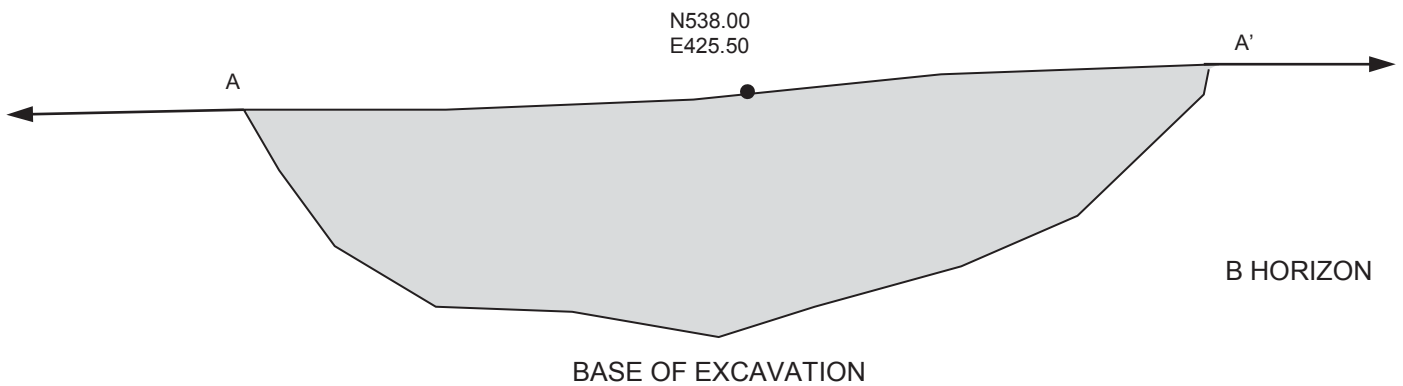 N538.00
E425.50
A
A’
B HORIZON
BASE OF EXCAVATION